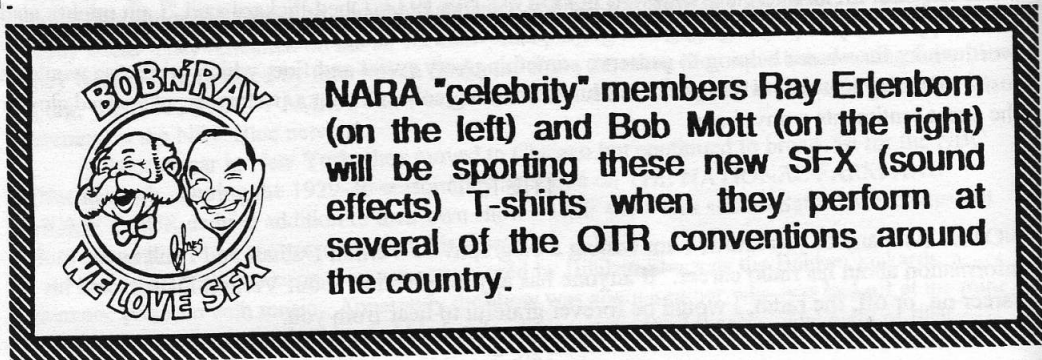 BOB N' RAY
WE LOVE SFX
NARA "celebrity" members Ray Erlenborn
(on the left) and Bob Mott (on the right)
will be sporting these new SFX (sound
effects) T-shirts when they perform at
several of the OTR conventions around
the country.